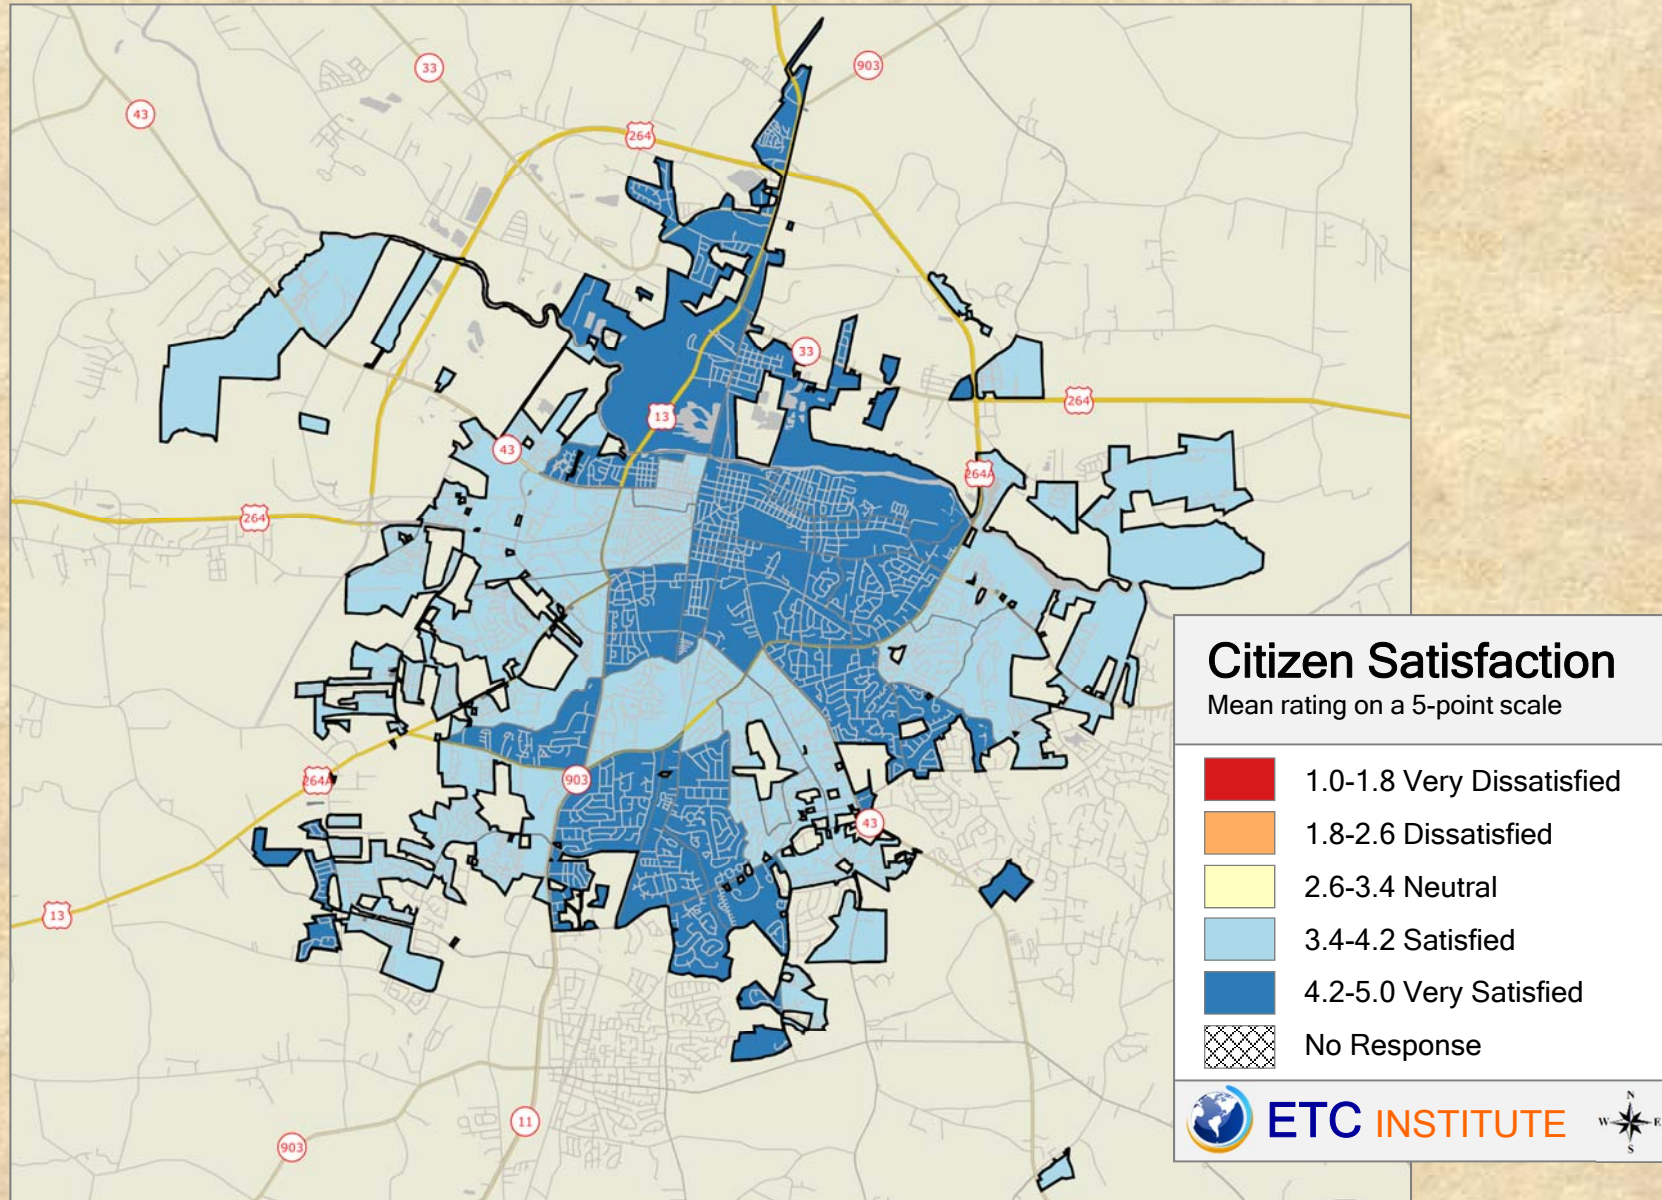 903
33
43
264
33
264
13
43
264A
264
Citizen Satisfaction
Mean rating on a 5-point scale
264A
903
1.0-1.8 Very Dissatisfied
43
1.8-2.6 Dissatisfied
2.6-3.4 Neutral
13
3.4-4.2 Satisfied
4.2-5.0 Very Satisfied
No Response
N
ETC INSTITUTE
W E
S
11
903